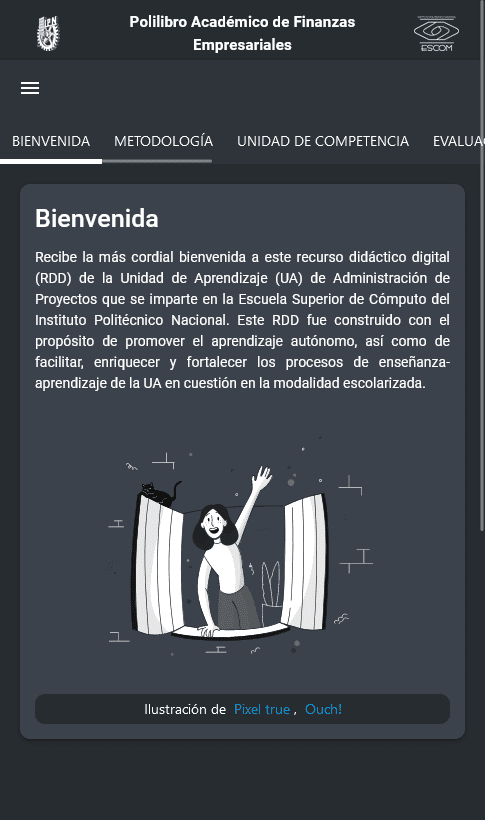 Polilibro Académico de Finanzas
Empresariales
ESCOM
BIENVENIDA METODOLOGÍA UNIDAD DE COMPETENCIA EVALUA
Bienvenida
Recibe la más cordial bienvenida a este recurso didáctico digital
(RDD) de la Unidad de Aprendizaje (UA) de Administración de
Proyectos que se imparte en la Escuela Superior de Cómputo del
Instituto Politécnico Nacional. Este RDD fue construido con el
propósito de promover el aprendizaje autónomo, así como de
facilitar, enriquecer y fortalecer los procesos de enseñanza-
aprendizaje de la UA en cuestión en la modalidad escolarizada.
Ilustración de Pixel true , Ouch!